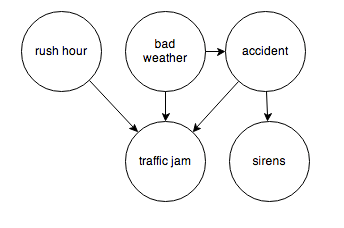 rush hour
bad
weather
accident
traffic jam
sirens